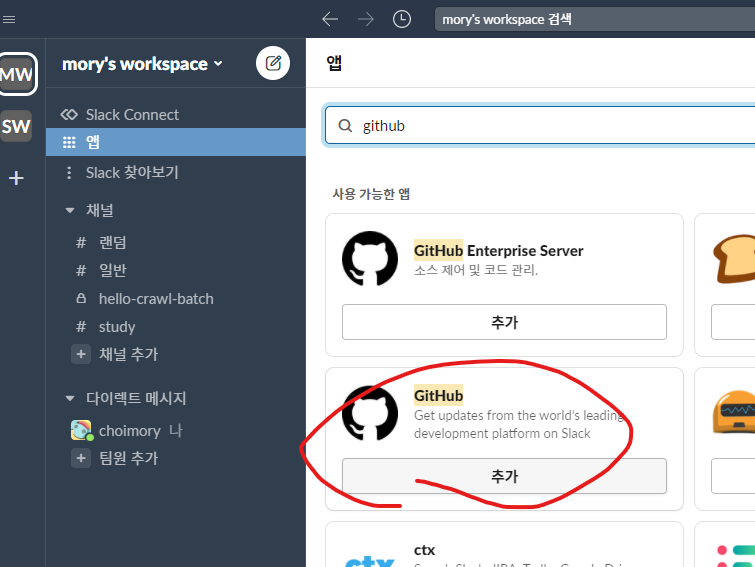 mory's workspace 검색
MW
mory's workspace
앱
SW
Slack Connect
앱
Slack 찾아보기
채널
# 랜덤
# 일반
hello-crawl-batch
# study
+ 채널 추가
다이렉트 메시지
choimory 나
+ 팀원 추가
github
사용 가능한 앱
GitHub Enterprise Server
소스 제어 및 코드 관리.
추가
GitHub
Get updates from the world's leading
development platform on Slack
추가
ctx
ctx